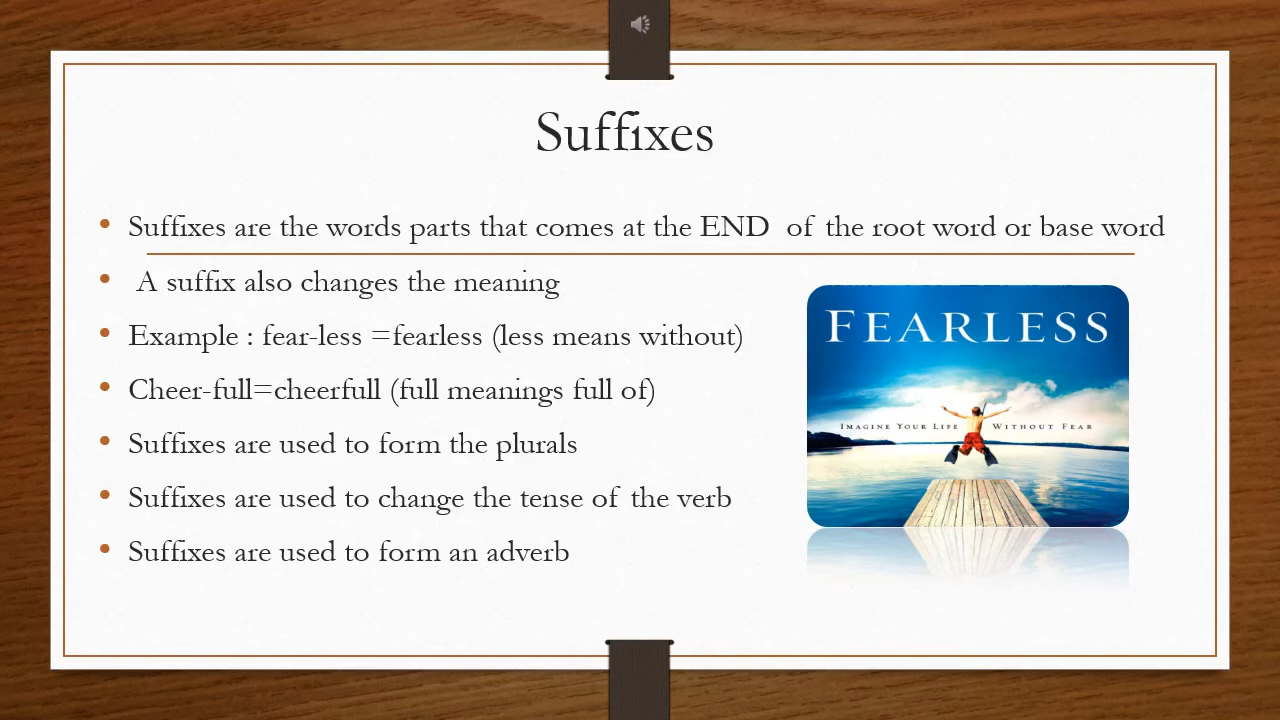 Suffixes
• Suffixes are the words parts that comes at the END of the root word or base word
• A suffix also changes the meaning
• Example : fear-less =fearless (less means without)
• Cheer-full=cheerfull (full meanings full of)
• Suffixes are used to form the plurals
• Suffixes are used to change the tense of the verb
• Suffixes are used to form an adverb
FEARLESS
IMAGINE YOUR LIFE WITHOUT FEAR